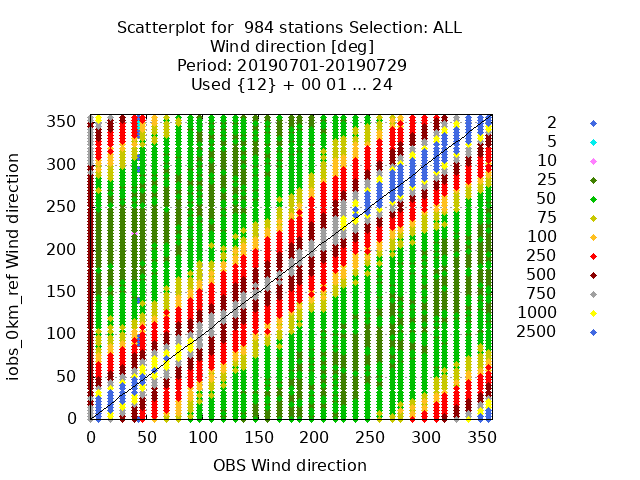 Scatterplot for  984 stations Selection: ALL
Wind direction [deg]
Period: 20190701-20190729
Used {12} + 00 01 ... 24
iobs_0km_ref Wind direction
350
300
250
200
150
100
50
0
0 50 100 150 200 250 300 350
OBS Wind direction
2
5
10
25
50
75
100
250
500
750
1000
2500